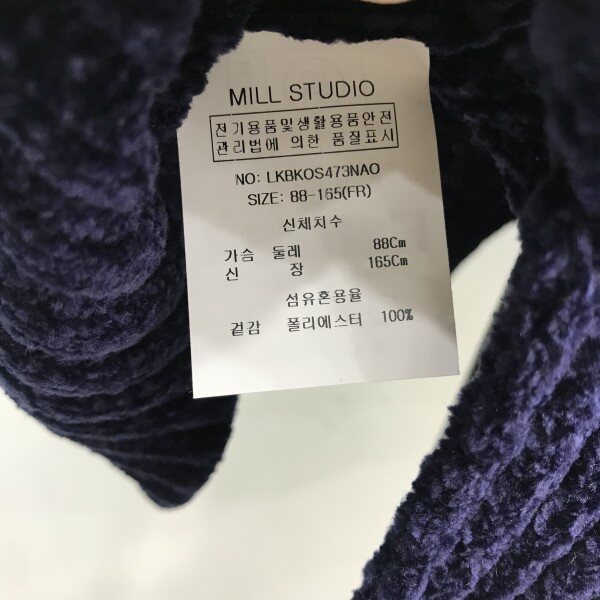 MILL STUDIO
전기용품및생활용품안전
관리법에 의한 품질표시
NO: LKBKOS473NAO
SIZE: 88-165(FR)
신체치수
가슴 둘레 88Cm
신 장 165Cm
섬유혼용율
겉감 폴리에스터 100%